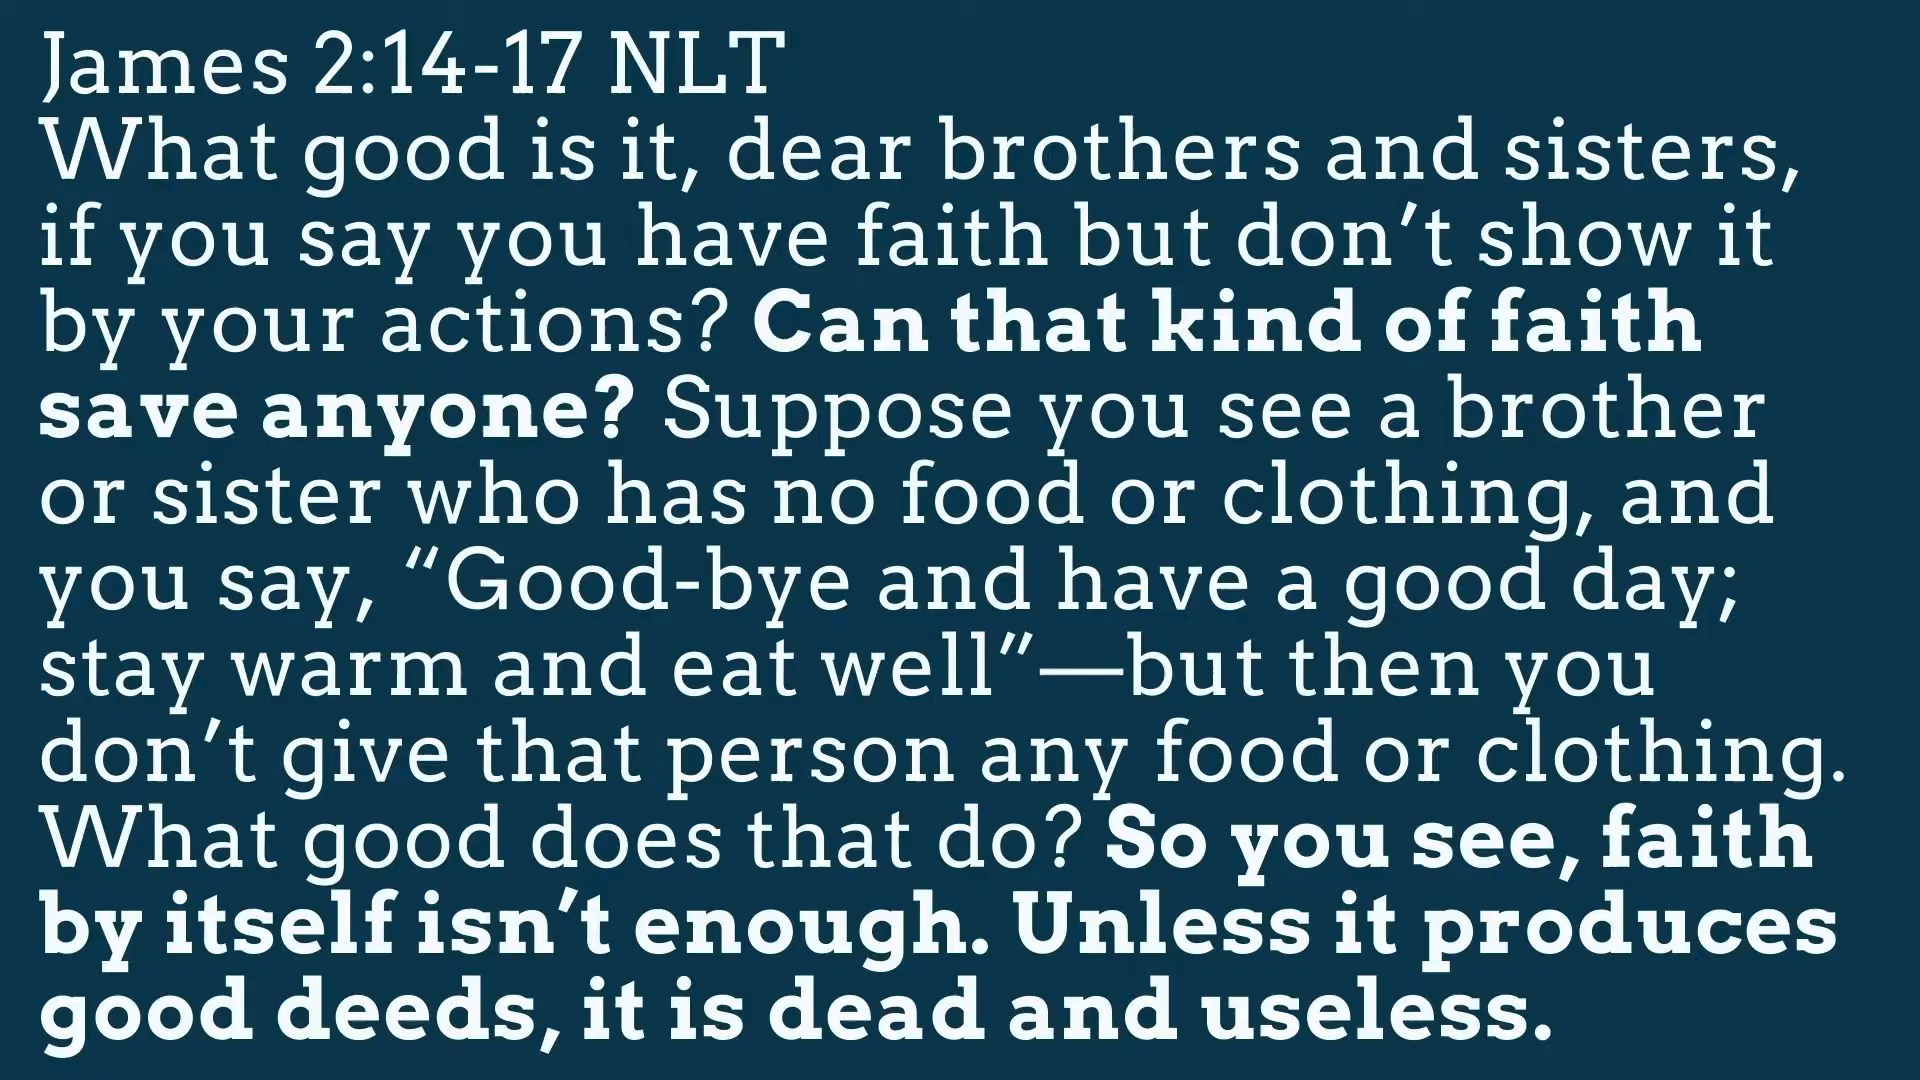 James 2:14-17 NLT
What good is it, dear brothers and sisters,
if you say you have faith but don’t show it
by your actions? Can that kind of faith
save anyone? Suppose you see a brother
or sister who has no food or clothing, and
you say, “Good-bye and have a good day;
stay warm and eat well”—but then you
don’t give that person any food or clothing.
What good does that do? So you see, faith
by itself isn’t enough. Unless it produces
good deeds, it is dead and useless.